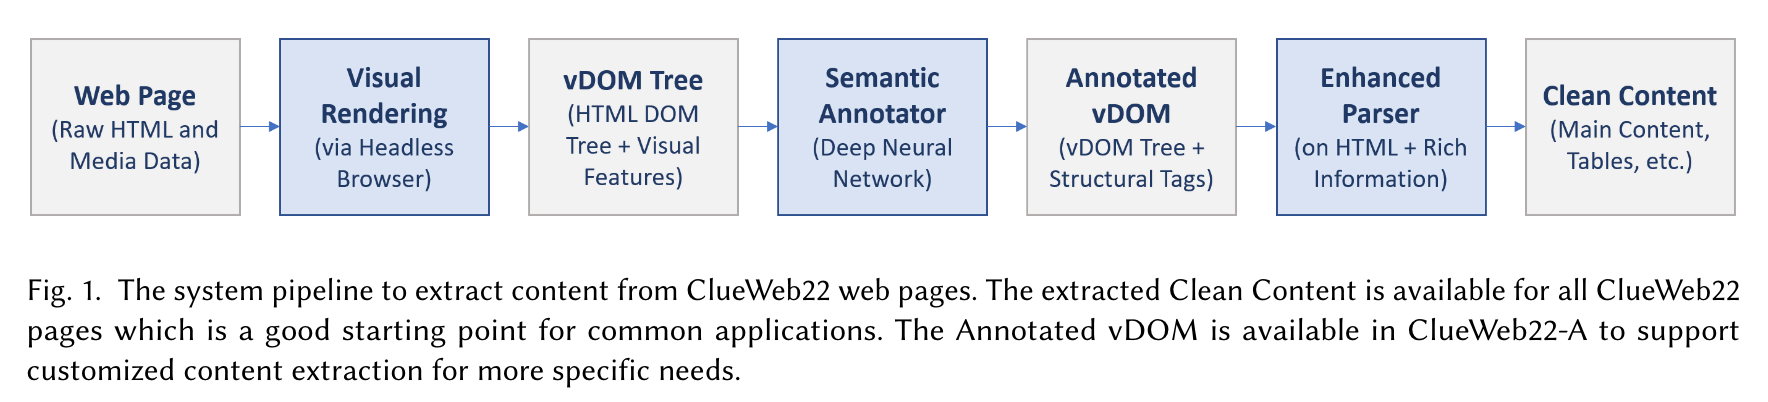 Web Page
(Raw HTML and
Media Data)
Visual
Rendering
(via Headless
Browser)
vDOM Tree
(HTML DOM
Tree + Visual
Features)
Semantic
Annotator
(Deep Neural
Network)
Annotated
vDOM
(vDOM Tree +
Structural Tags)
Enhanced
Parser
(on HTML + Rich
Information)
Clean Content
(Main Content,
Tables, etc.)
Fig. 1. The system pipeline to extract content from ClueWeb22 web pages. The extracted Clean Content is available for all ClueWeb22
pages which is a good starting point for common applications. The Annotated vDOM is available in ClueWeb22-A to support
customized content extraction for more specific needs.